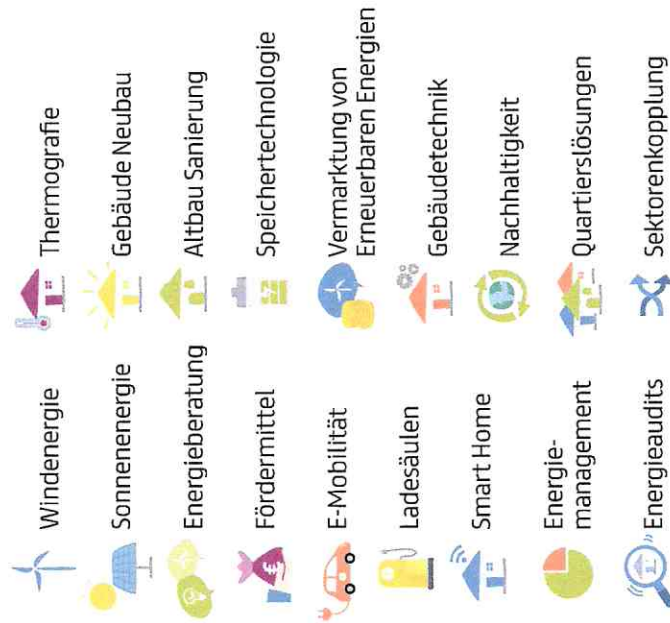 Windenergie
Sonnenenergie
Energieberatung
Fördermittel
E-Mobilität
Ladesäulen
Smart Home
Energie-
management
Energieaudits
Thermografie
Gebäude Neubau
Altbau Sanierung
Speichertechnologie
Vermarktung von
Erneuerbaren Energien
Gebäudetechnik
Nachhaltigkeit
Quartierslösungen
Sektorenkopplung